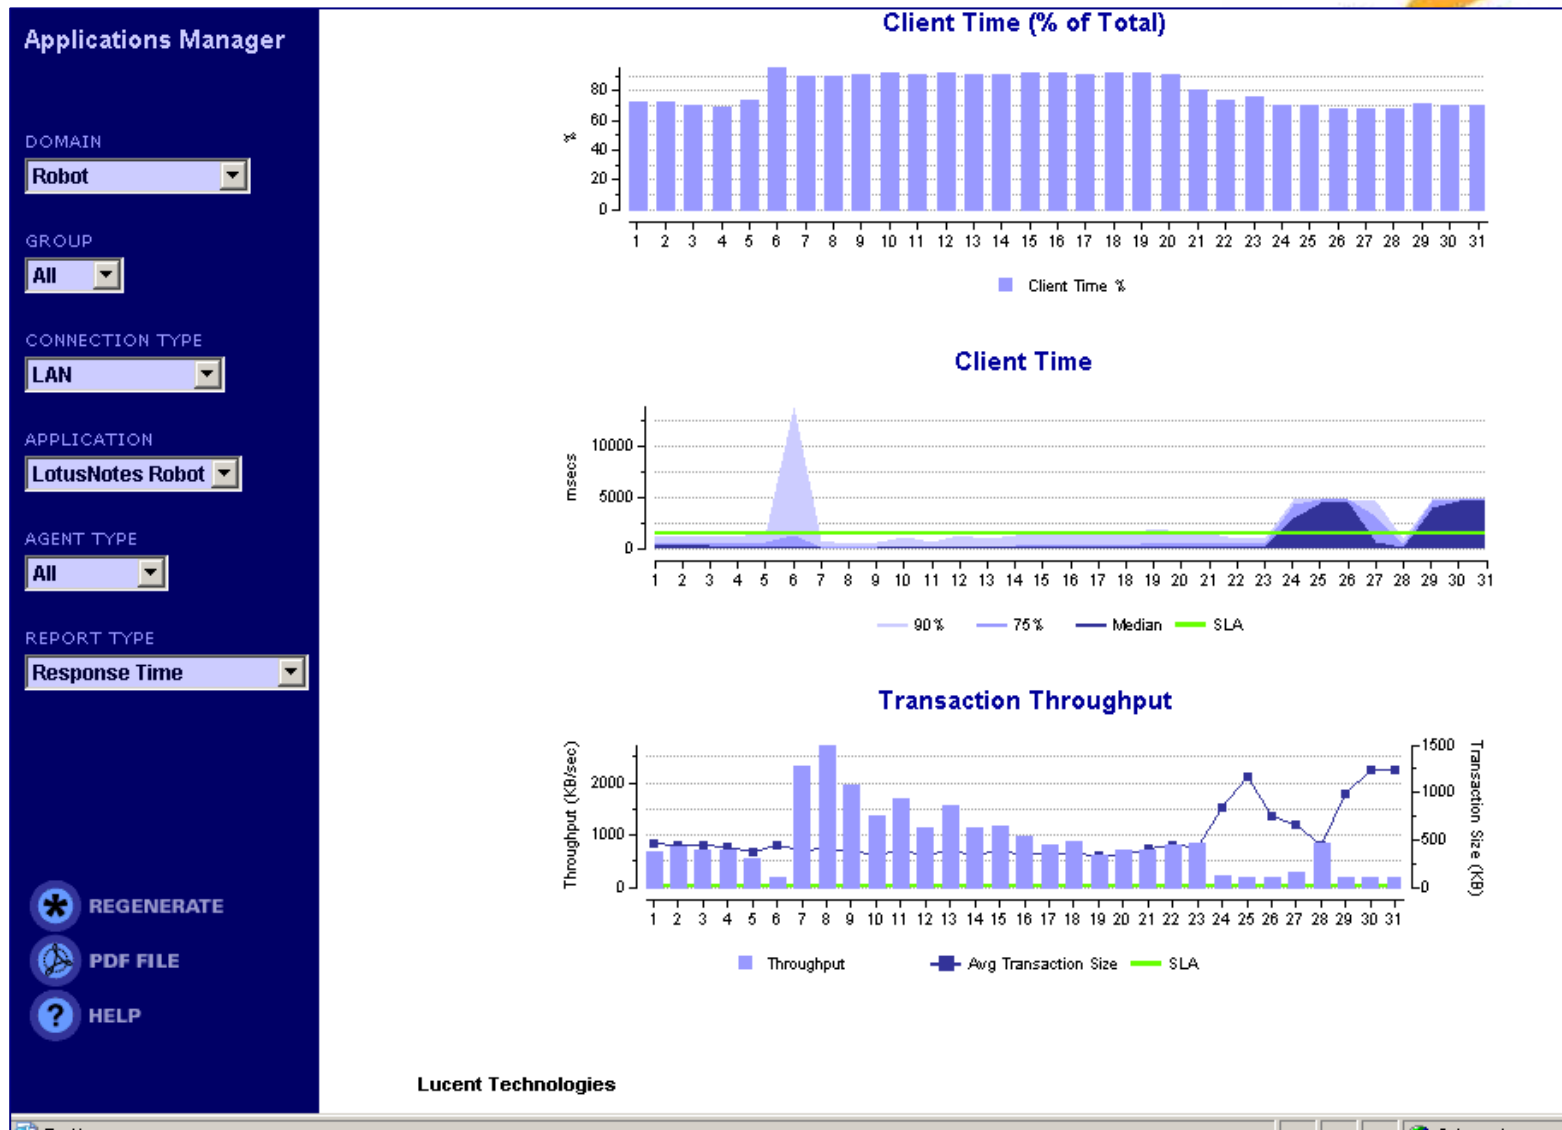 Applications Manager
DOMAIN
Robot
GROUP
All
CONNECTION TYPE
LAN
APPLICATION
LotusNotes Robot
AGENT TYPE
All
REPORT TYPE
Response Time
REGENERATE
PDF FILE
HELP
Client Time (% of Total)
%
80
60
40
20
0
1 2 3 4 5 6 7 8 9 10 11 12 13 14 15 16 17 18 19 20 21 22 23 24 25 26 27 28 29 30 31
Client Time %
Client Time
msecs
10000
5000
0
1 2 3 4 5 6 7 8 9 10 11 12 13 14 15 16 17 18 19 20 21 22 23 24 25 26 27 28 29 30 31
90% 75% Median SLA
Transaction Throughput
Throughput (KB/sec)
2000
1000
0
1500
1000
500
0
Transaction Size (KB)
1 2 3 4 5 6 7 8 9 10 11 12 13 14 15 16 17 18 19 20 21 22 23 24 25 26 27 28 29 30 31
Throughput Avg Transaction Size SLA
Lucent Technologies